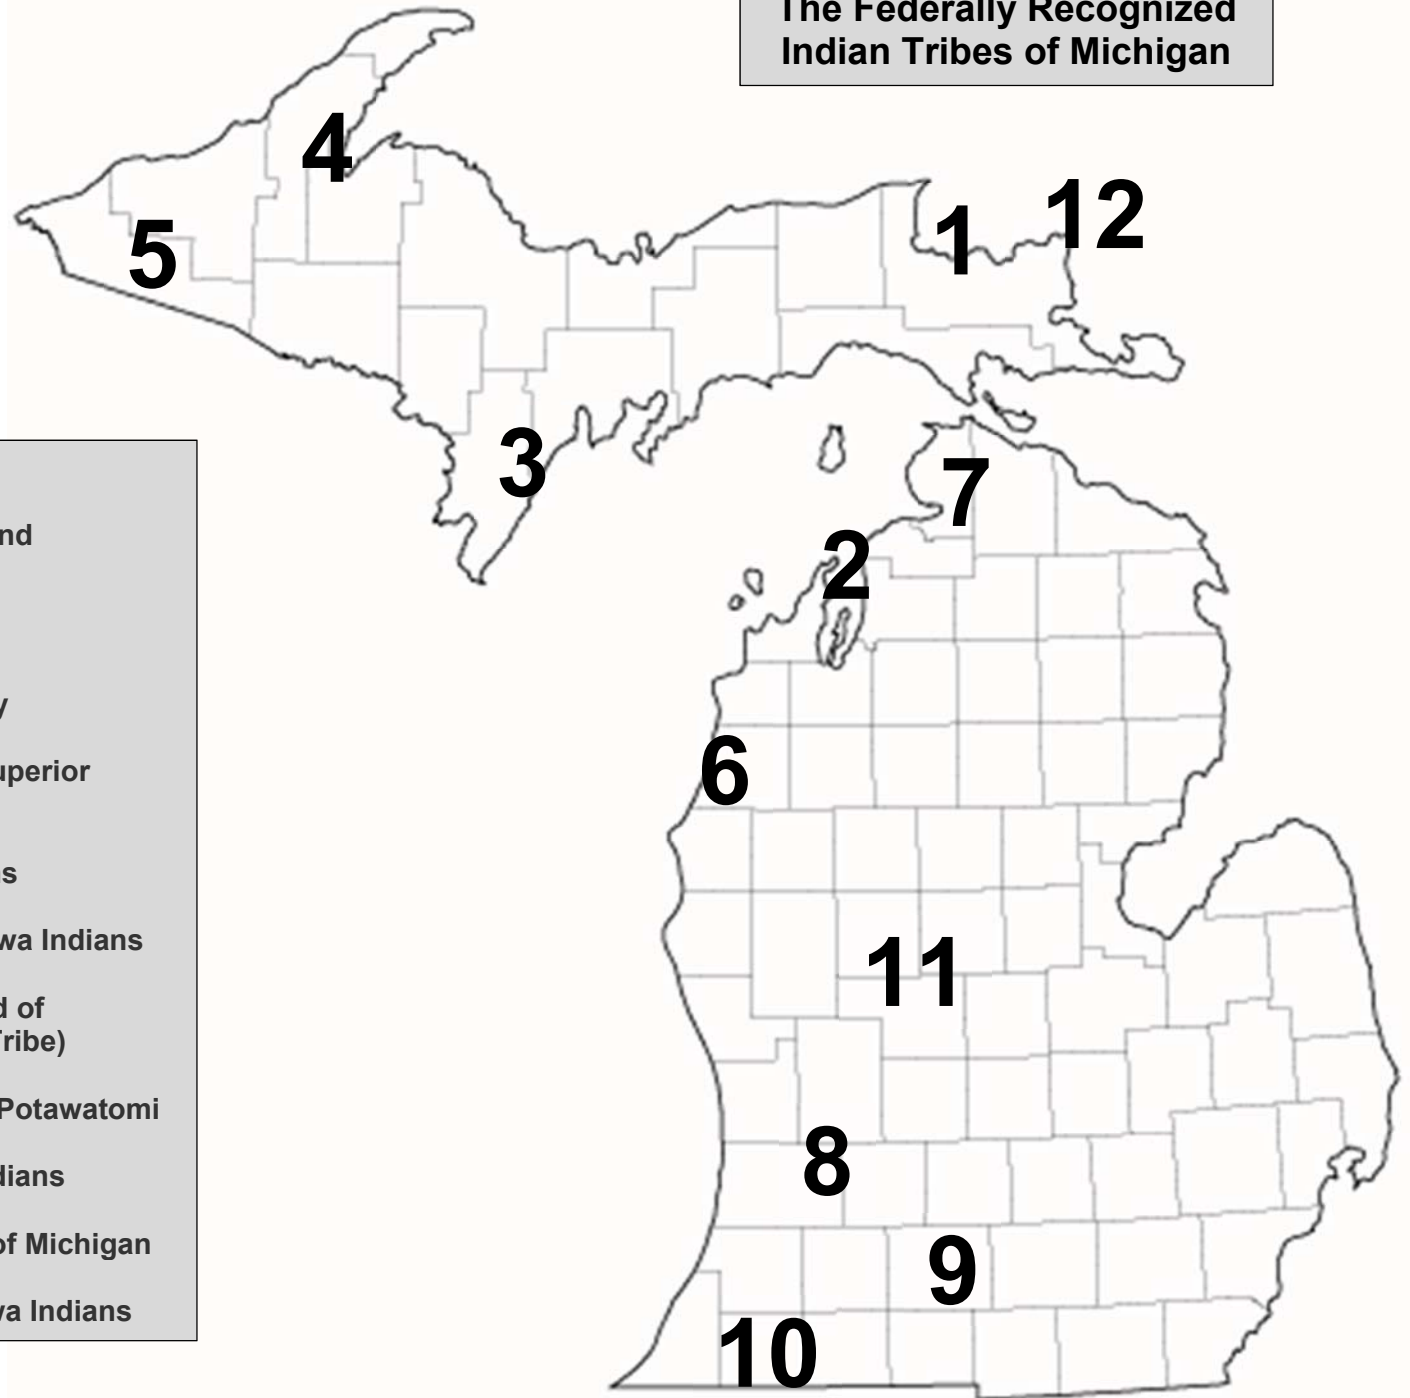 The Federally Recognized
Indian Tribes of Michigan
4
12
1
5
3
7
2
6
11
8
9
10
nd
y
uperior
s
wa Indians
d of
Tribe)
Potawatomi
dians
of Michigan
wa Indians